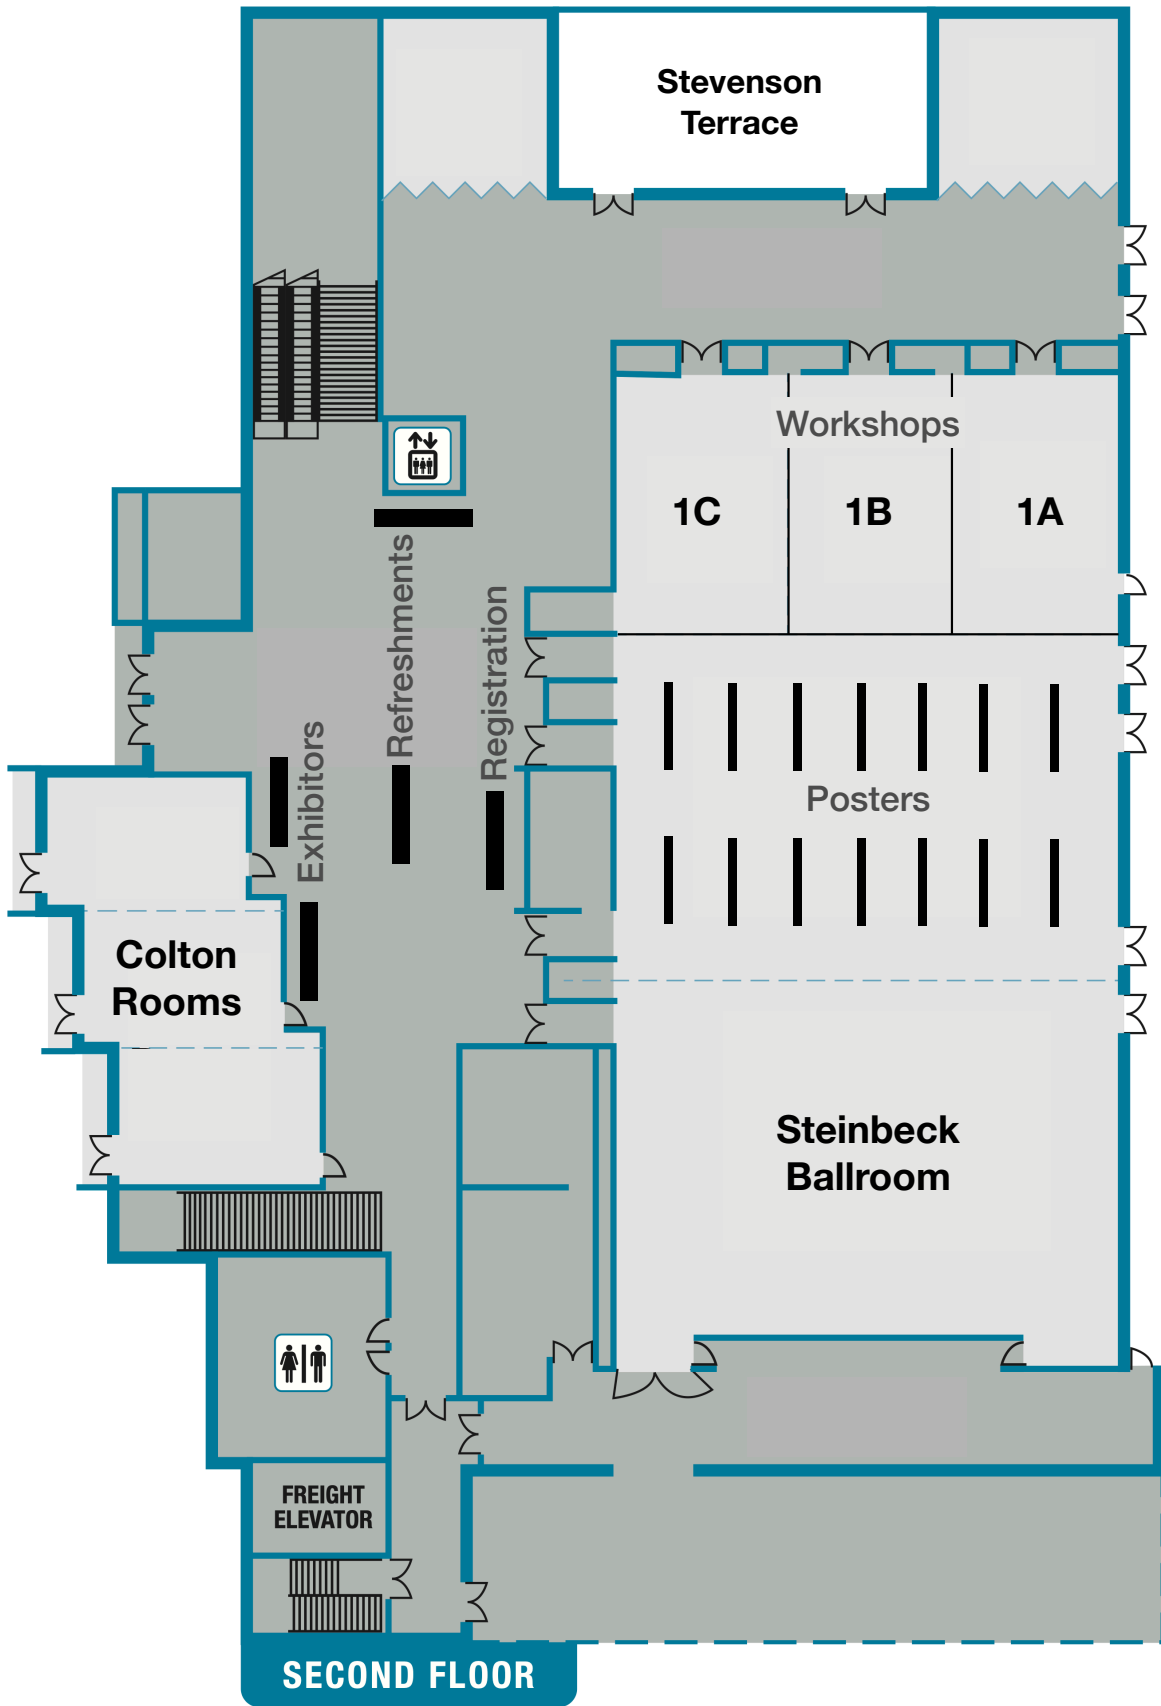 Stevenson
Terrace
Workshops
1C
1B
1A
Refreshments
Registration
Exhibitors
Posters
Colton
Rooms
Steinbeck
Ballroom
FREIGHT
ELEVATOR
SECOND FLOOR